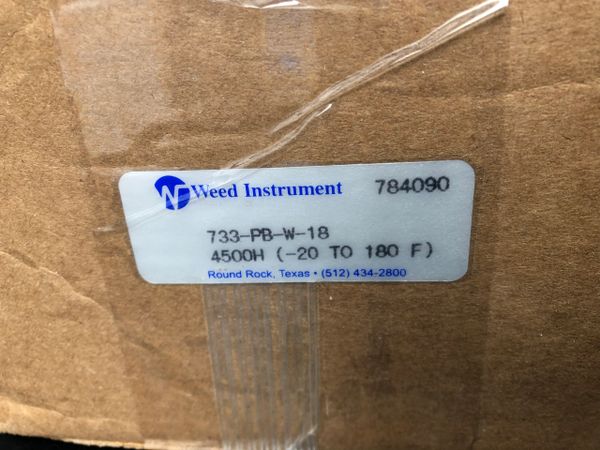 Weed Instrument 784090
733-PB-W-18
4500H (-20 TO 180 F)
Round Rock, Texas • (512) 434-2800